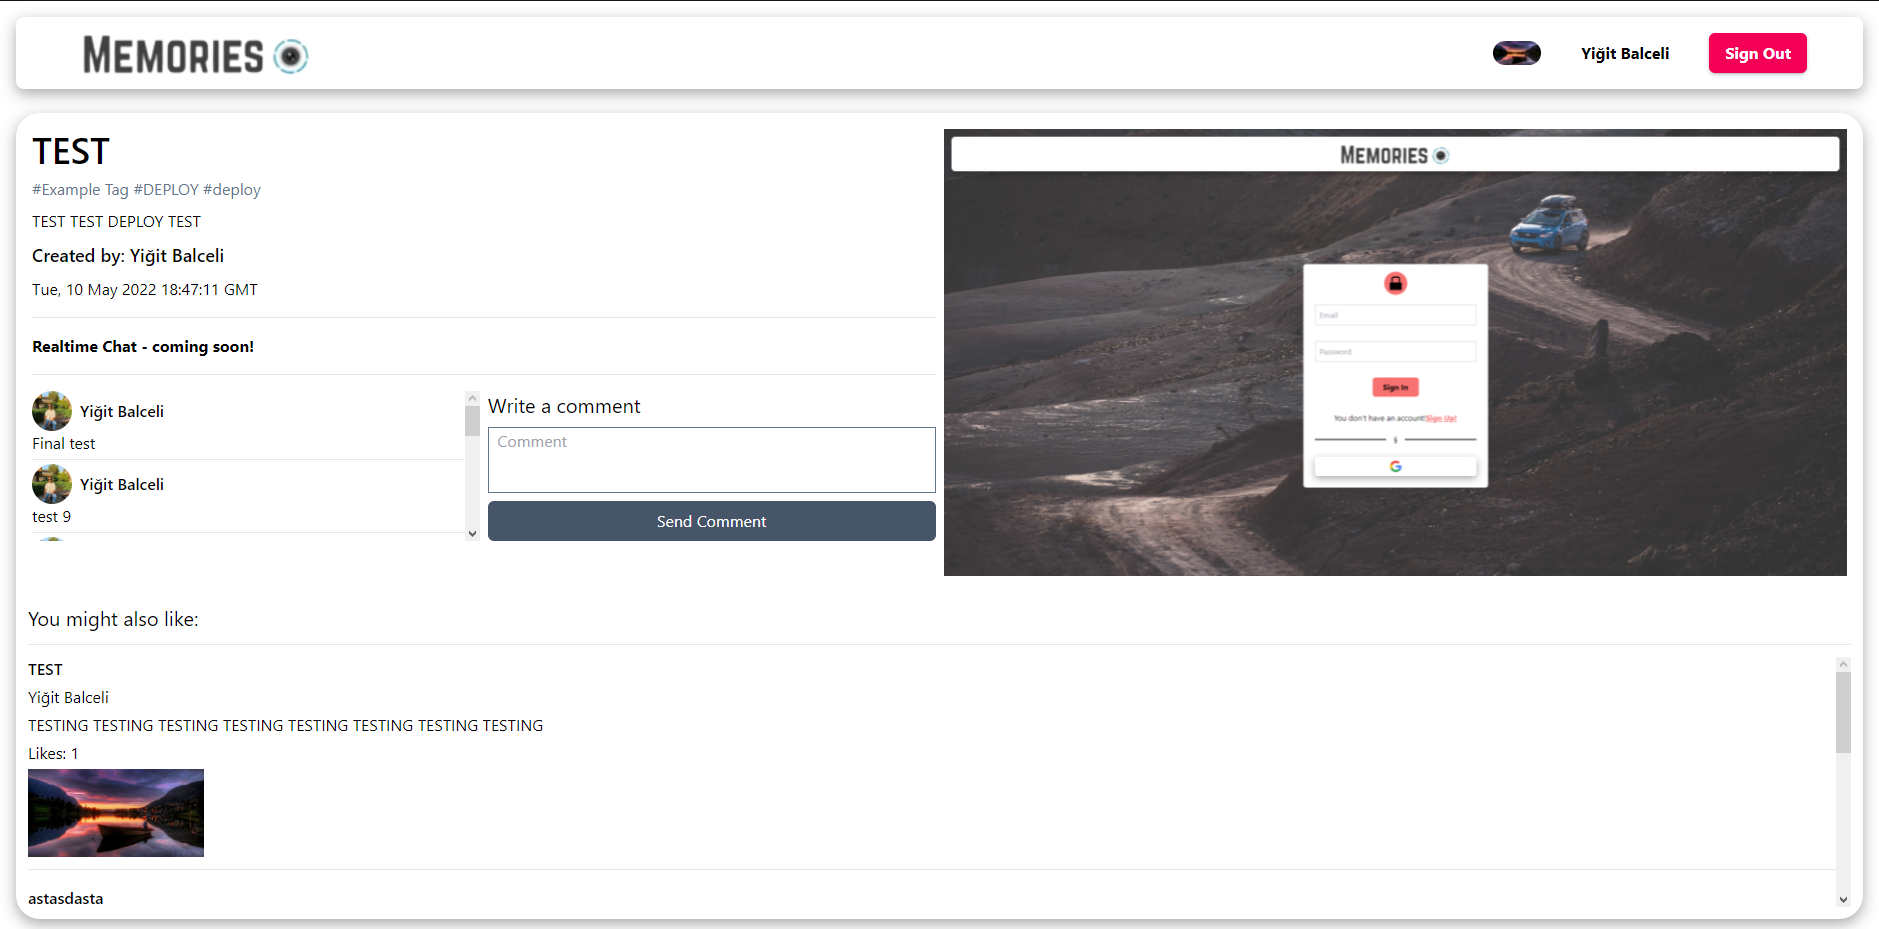 MEMORIES
Yiğit Balceli
Sign Out
TEST
#Example Tag #DEPLOY #deploy
TEST TEST DEPLOY TEST
Created by: Yiğit Balceli
Tue, 10 May 2022 18:47:11 GMT
Realtime Chat - coming soon!
Yiğit Balceli
Final test
Yiğit Balceli
test 9
Write a comment
Comment
Send Comment
MEMORIES
Email
Password
Sign In
You don't have an account?Sign Up!
You might also like:
TEST
Yiğit Balceli
TESTING TESTING TESTING TESTING TESTING TESTING TESTING TESTING
Likes: 1
astasdasta